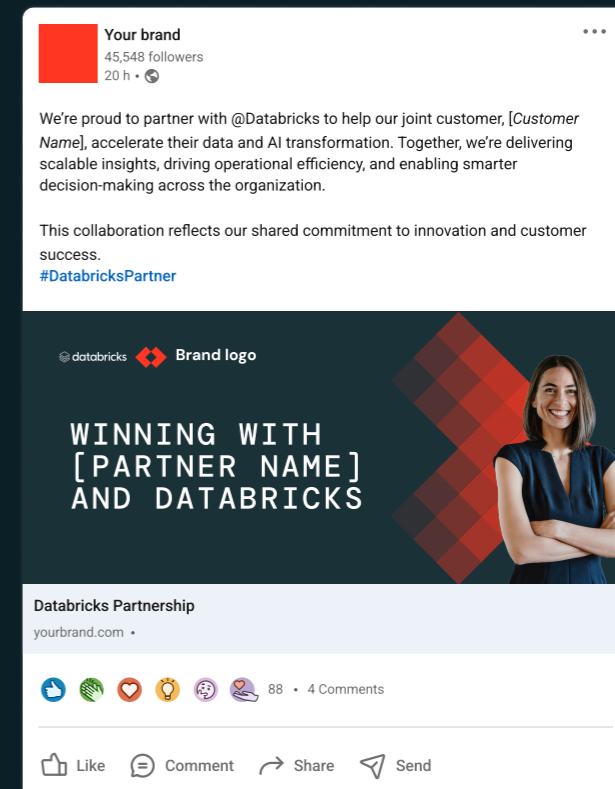 Your brand
45,548 followers
20 h •
We’re proud to partner with @Databricks to help our joint customer, [Customer
Name], accelerate their data and AI transformation. Together, we’re delivering
scalable insights, driving operational efficiency, and enabling smarter
decision-making across the organization.
This collaboration reflects our shared commitment to innovation and customer
success.
#DatabricksPartner
databricks Brand logo
WINNING WITH
[PARTNER NAME]
AND DATABRICKS
Databricks Partnership
yourbrand.com •
88 • 4 Comments
Like Comment Share Send